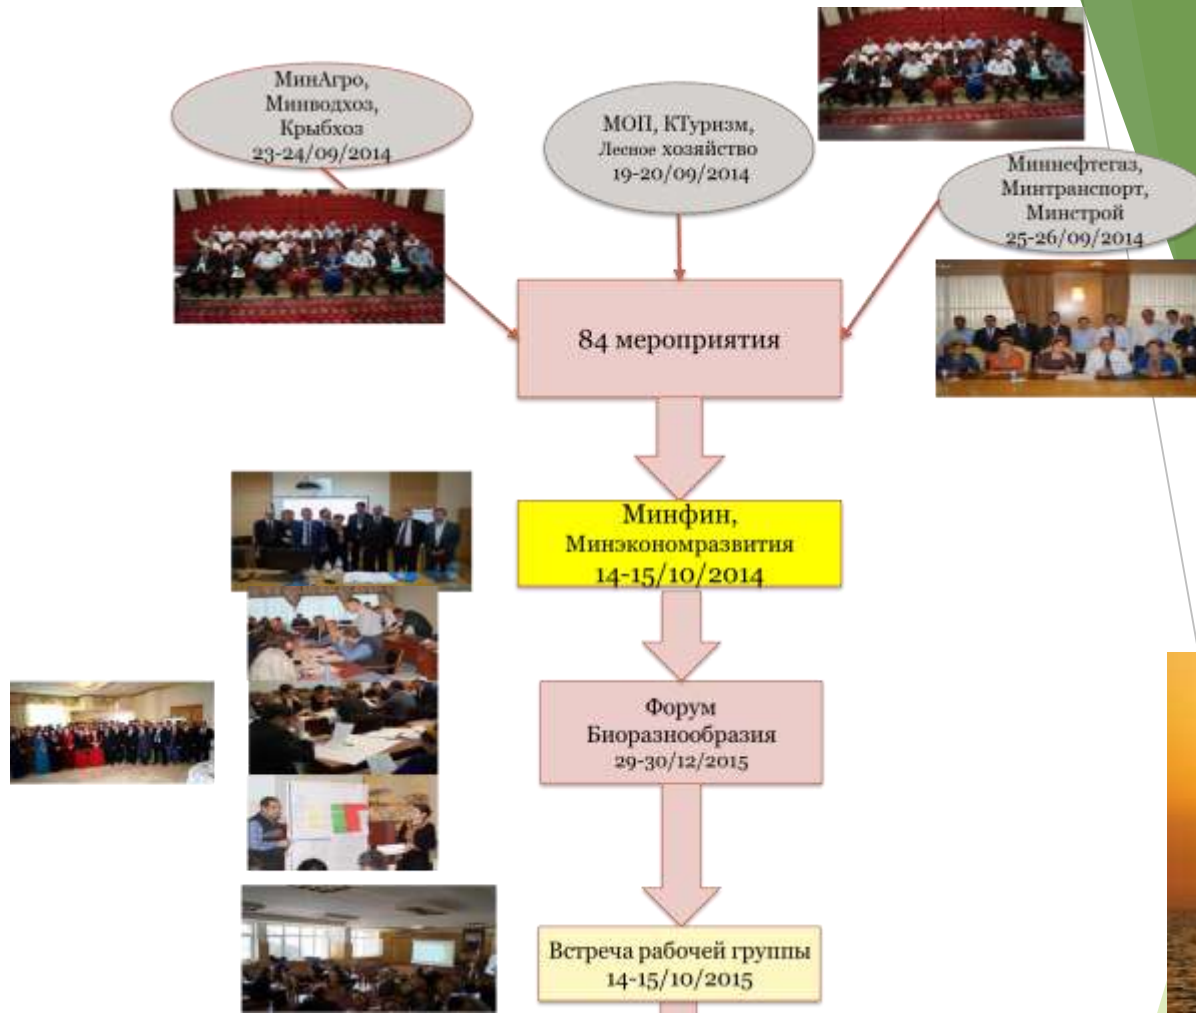 МинАгро,
Минводхоз,
Крыбхоз
23-24/09/2014
МОП, КТуризм,
Лесное хозяйство
19-20/09/2014
Миннефтегаз,
Минтранспорт,
Минстрой
25-26/09/2014
84 мероприятия
Минфин,
Минэкономразвития
14-15/10/2014
Форум
Биоразнообразия
29-30/12/2015
Встреча рабочей группы
14-15/10/2015